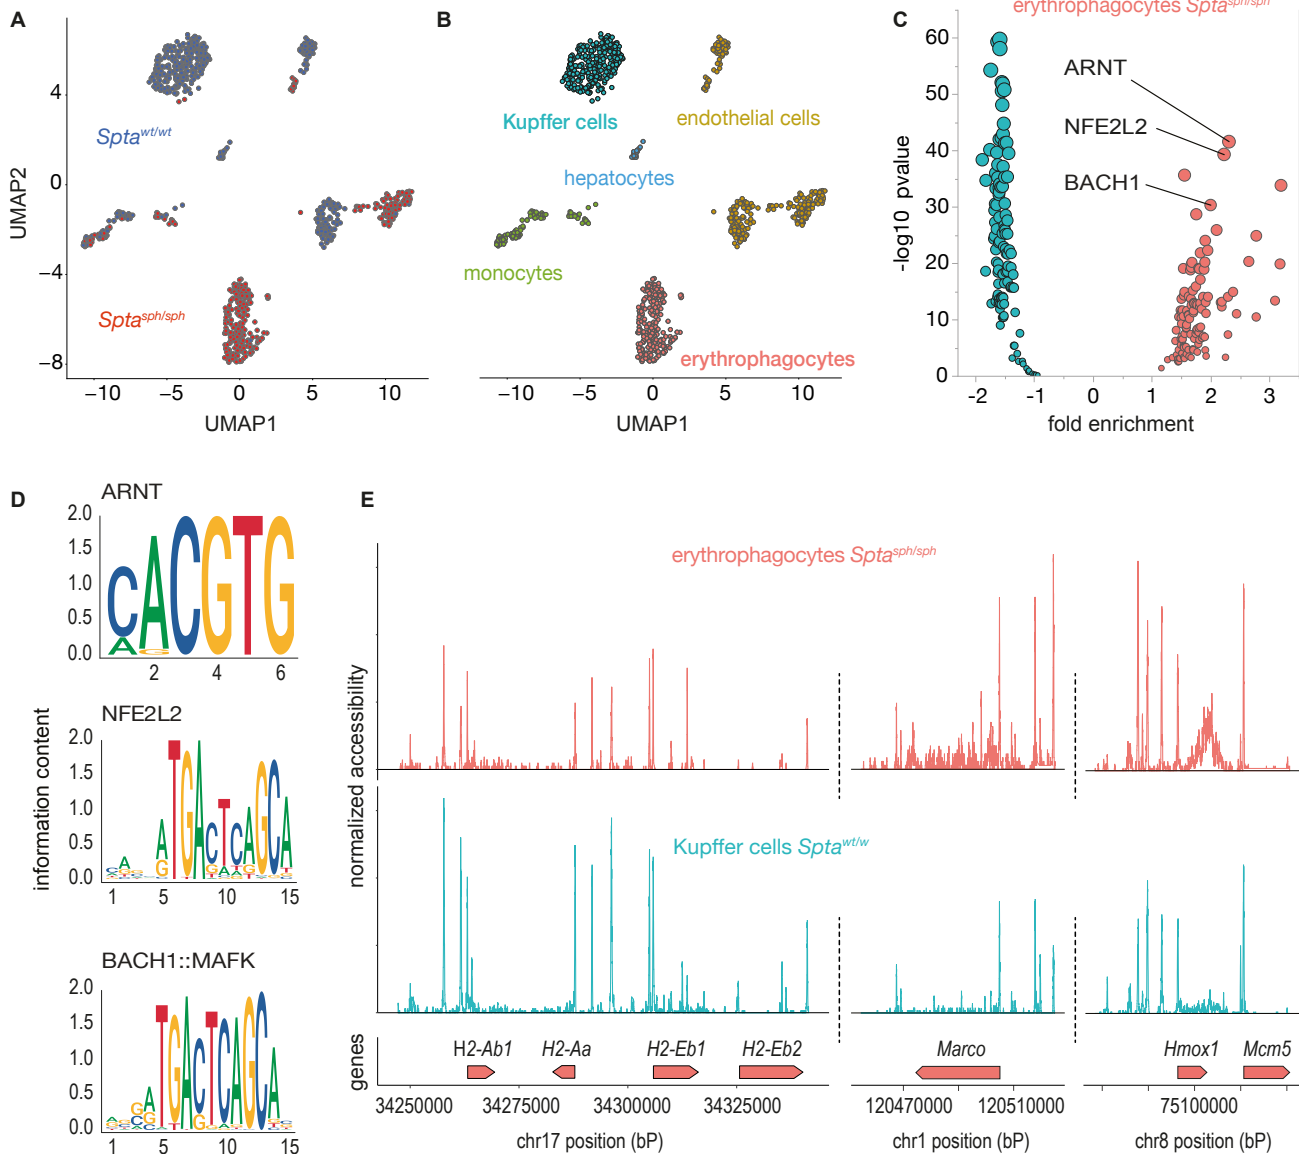 A
4
0
−4
−8
UMAP2
Spta^wt/wt
Spta^sph/sph
−10
−5
0
5
10
UMAP1
B
Kupffer cells
endothelial cells
hepatocytes
monocytes
erythrophagocytes
−10
−5
0
5
10
UMAP1
C
erythrophagocytes Spta^sph/sph
60
50
40
30
20
10
0
-log10 pvalue
ARNT
NFE2L2
BACH1
-2
-1
0
1
2
3
fold enrichment
D
information content
ARNT
2.0
1.5
1.0
0.5
0.0
CACGTG
A G
2
4
6
NFE2L2
2.0
1.5
1.0
0.5
0.0
1
5
10
15
BACH1::MAFK
2.0
1.5
1.0
0.5
0.0
1
5
10
15
E
normalized accessibility
erythrophagocytes Spta^sph/sph
Kupffer cells Spta^wt/w
genes
H2-Ab1
H2-Aa
H2-Eb1
H2-Eb2
Marco
Hmox1
Mcm5
34250000
34275000
34300000
34325000
120470000
120510000
75100000
chr17 position (bP)
chr1 position (bP)
chr8 position (bP)